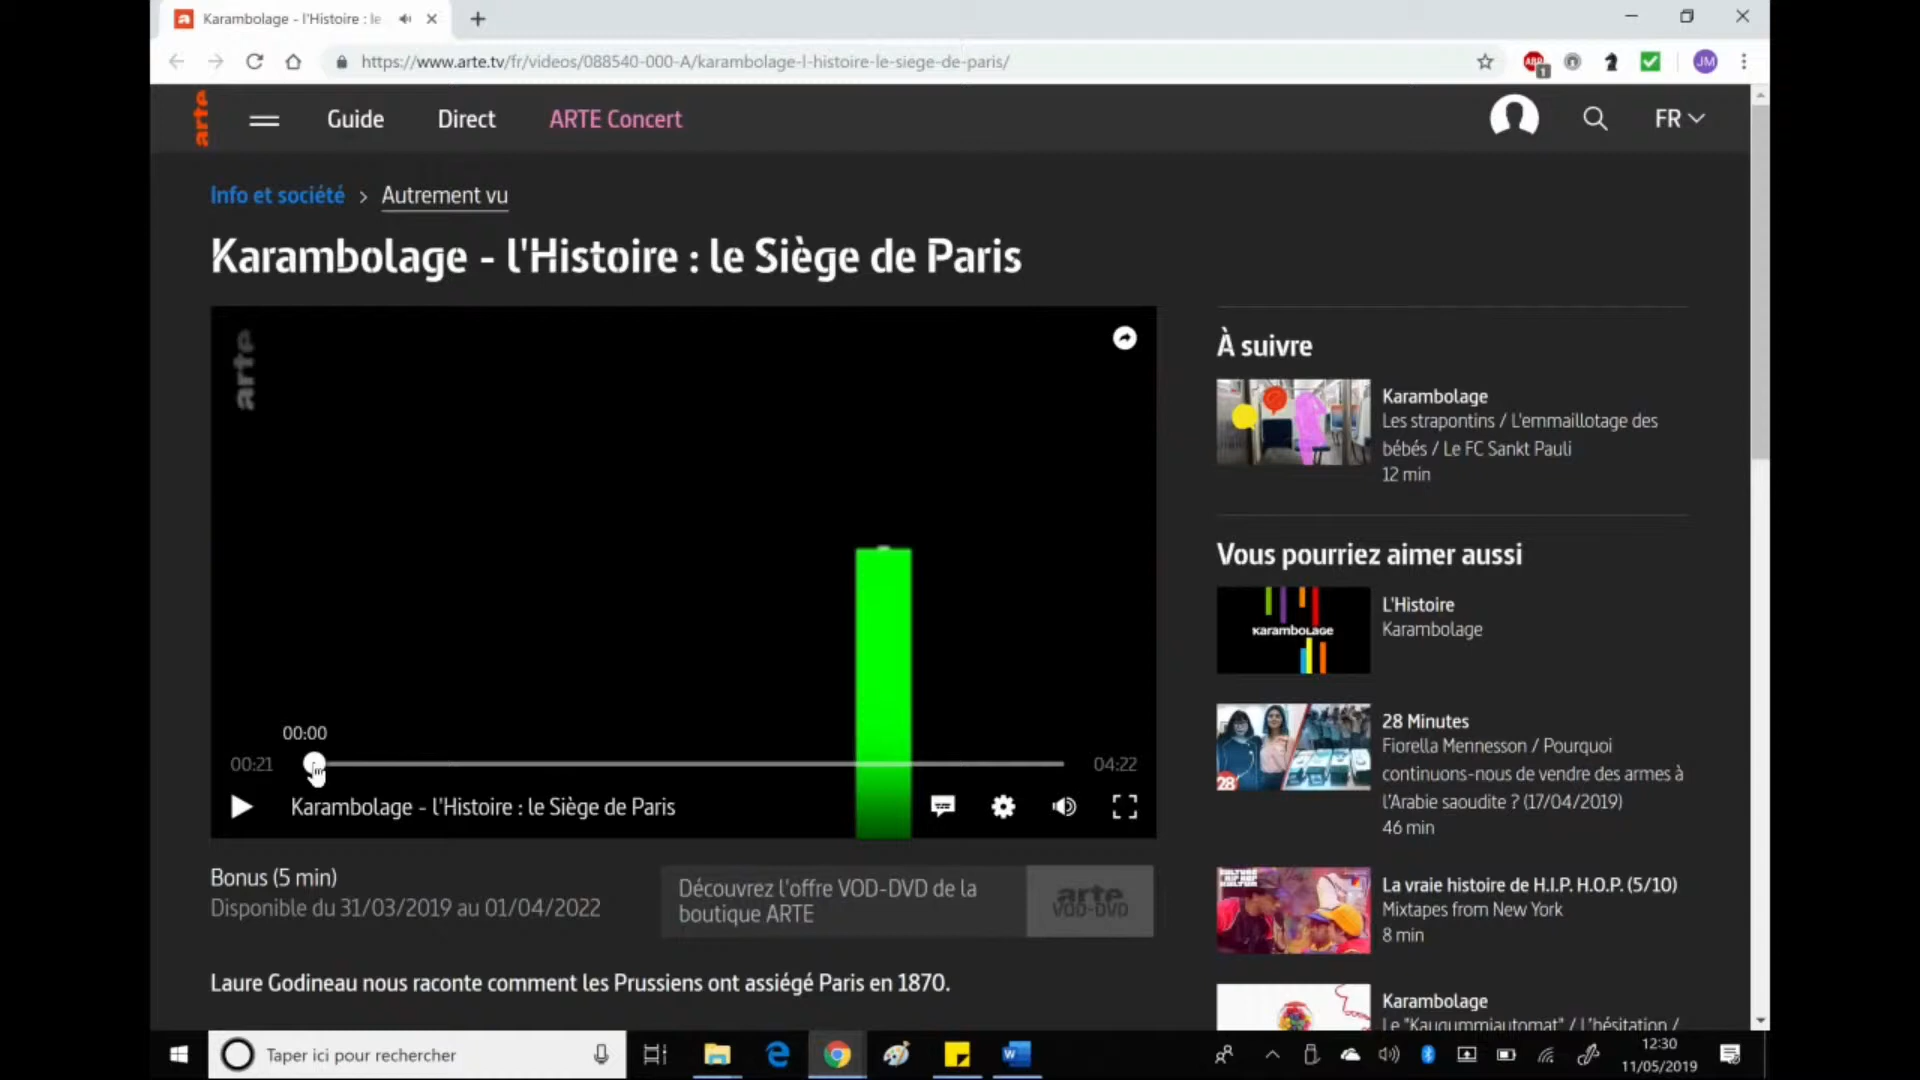 Karambolage - l'Histoire : le
https://www.arte.tv/fr/videos/088540-000-A/karambolage-l-histoire-le-siege-de-paris/
ABP
1
JM
arte
Guide
Direct
ARTE Concert
FR
Info et société > Autrement vu
Karambolage - l'Histoire : le Siège de Paris
arte
00:00
00:21
04:22
Karambolage - l'Histoire : le Siège de Paris
Bonus (5 min)
Disponible du 31/03/2019 au 01/04/2022
Découvrez l'offre VOD-DVD de la
boutique ARTE
arte
VOD-DVD
Laure Godineau nous raconte comment les Prussiens ont assiégé Paris en 1870.
À suivre
Karambolage
Les strapontins / L'emmaillotage des
bébés / Le FC Sankt Pauli
12 min
Vous pourriez aimer aussi
karambolage
L'Histoire
Karambolage
28
28 Minutes
Fiorella Mennesson / Pourquoi
continuons-nous de vendre des armes à
l'Arabie saoudite ? (17/04/2019)
46 min
La vraie histoire de H.I.P. H.O.P. (5/10)
Mixtapes from New York
8 min
Karambolage
Le "Kaugummiautomat" / L'hésitation /
Taper ici pour rechercher
12:30
11/05/2019